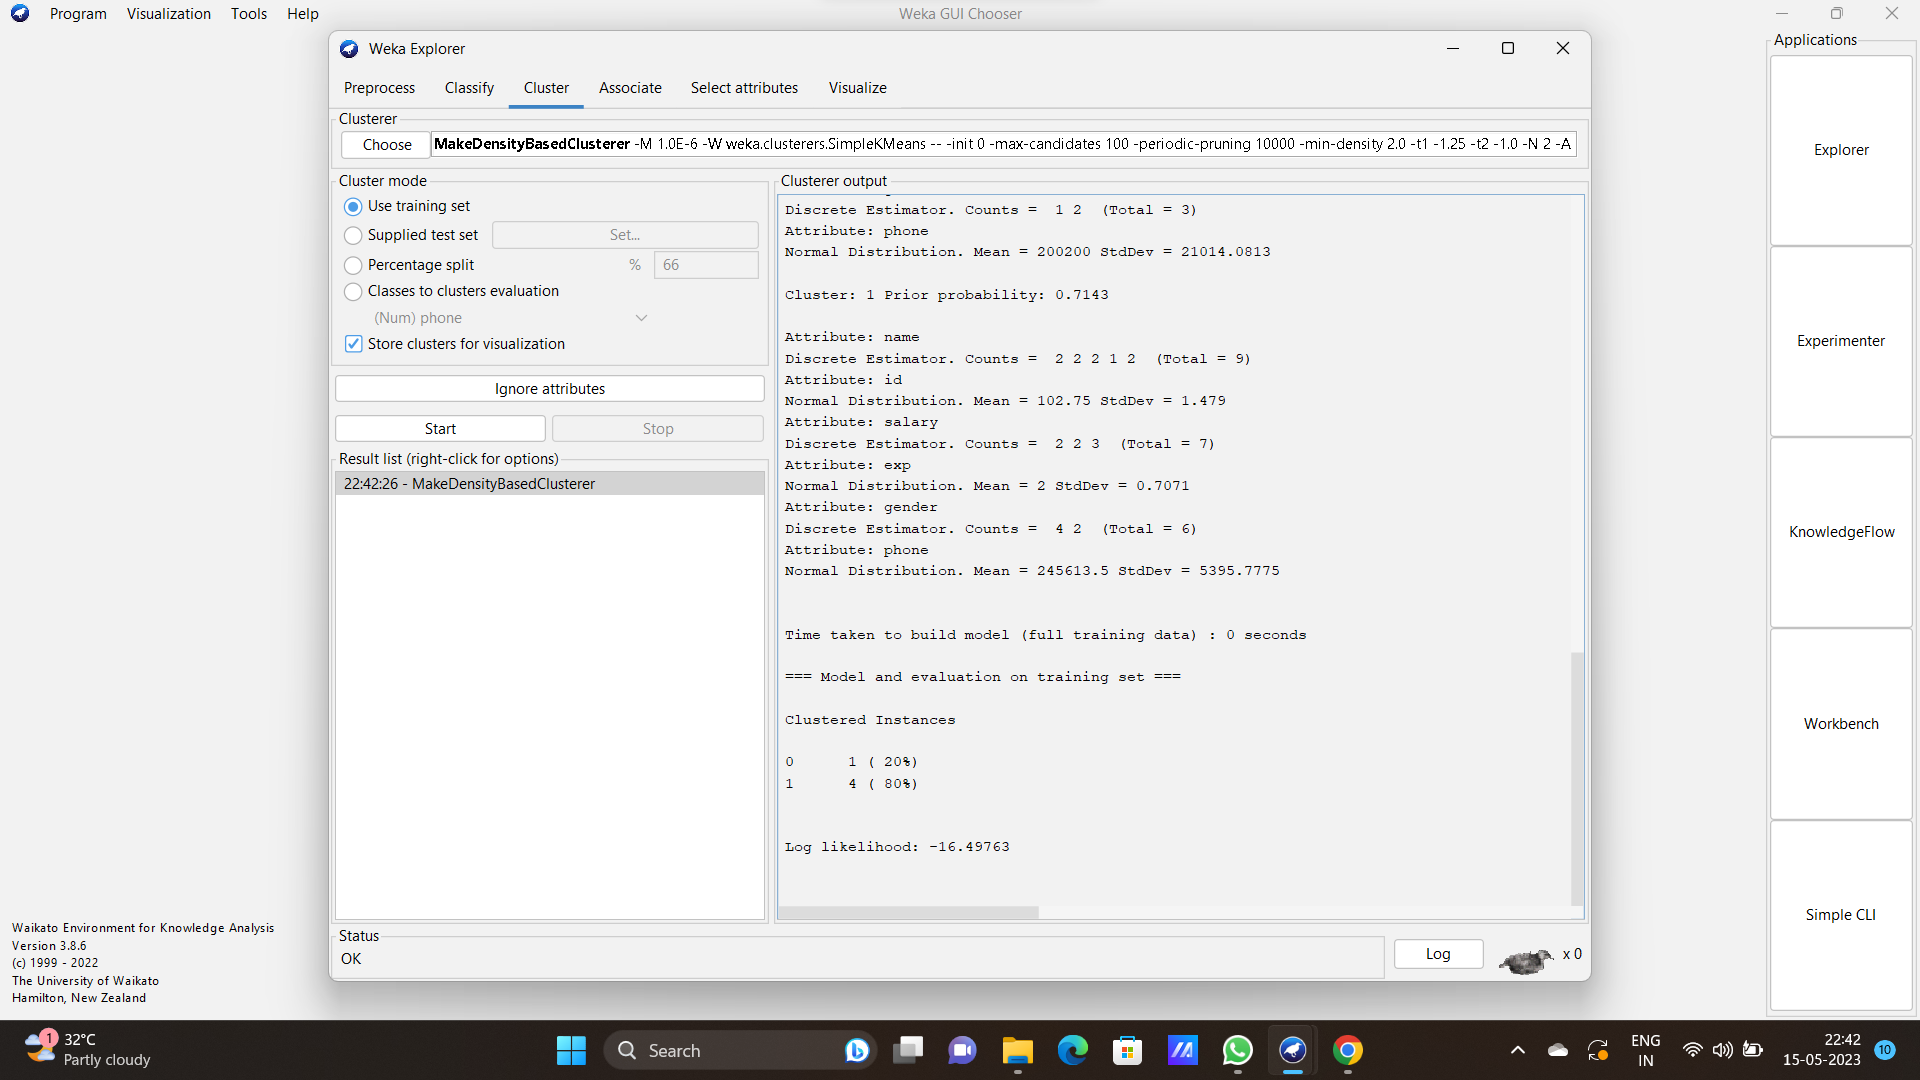 Program Visualization Tools Help
Weka GUI Chooser
Weka Explorer
Preprocess Classify Cluster Associate Select attributes Visualize
Clusterer
Choose MakeDensityBasedClusterer -M 1.0E-6 -W weka.clusterers.SimpleKMeans -- -init 0 -max-candidates 100 -periodic-pruning 10000 -min-density 2.0 -t1 -1.25 -t2 -1.0 -N 2 -A
Cluster mode
Use training set
Supplied test set Set...
Percentage split % 66
Classes to clusters evaluation
(Num) phone
Store clusters for visualization
Ignore attributes
Start Stop
Result list (right-click for options)
22:42:26 - MakeDensityBasedClusterer
Clusterer output
Discrete Estimator. Counts = 1 2 (Total = 3)
Attribute: phone
Normal Distribution. Mean = 200200 StdDev = 21014.0813
Cluster: 1 Prior probability: 0.7143
Attribute: name
Discrete Estimator. Counts = 2 2 2 1 2 (Total = 9)
Attribute: id
Normal Distribution. Mean = 102.75 StdDev = 1.479
Attribute: salary
Discrete Estimator. Counts = 2 2 3 (Total = 7)
Attribute: exp
Normal Distribution. Mean = 2 StdDev = 0.7071
Attribute: gender
Discrete Estimator. Counts = 4 2 (Total = 6)
Attribute: phone
Normal Distribution. Mean = 245613.5 StdDev = 5395.7775
Time taken to build model (full training data) : 0 seconds
=== Model and evaluation on training set ===
Clustered Instances
0 1 ( 20%)
1 4 ( 80%)
Log likelihood: -16.49763
Status
OK
Log
x 0
Applications
Explorer
Experimenter
KnowledgeFlow
Workbench
Simple CLI
Waikato Environment for Knowledge Analysis
Version 3.8.6
(c) 1999 - 2022
The University of Waikato
Hamilton, New Zealand
1
32°C
Partly cloudy
Search
ENG
IN
22:42
15-05-2023
10